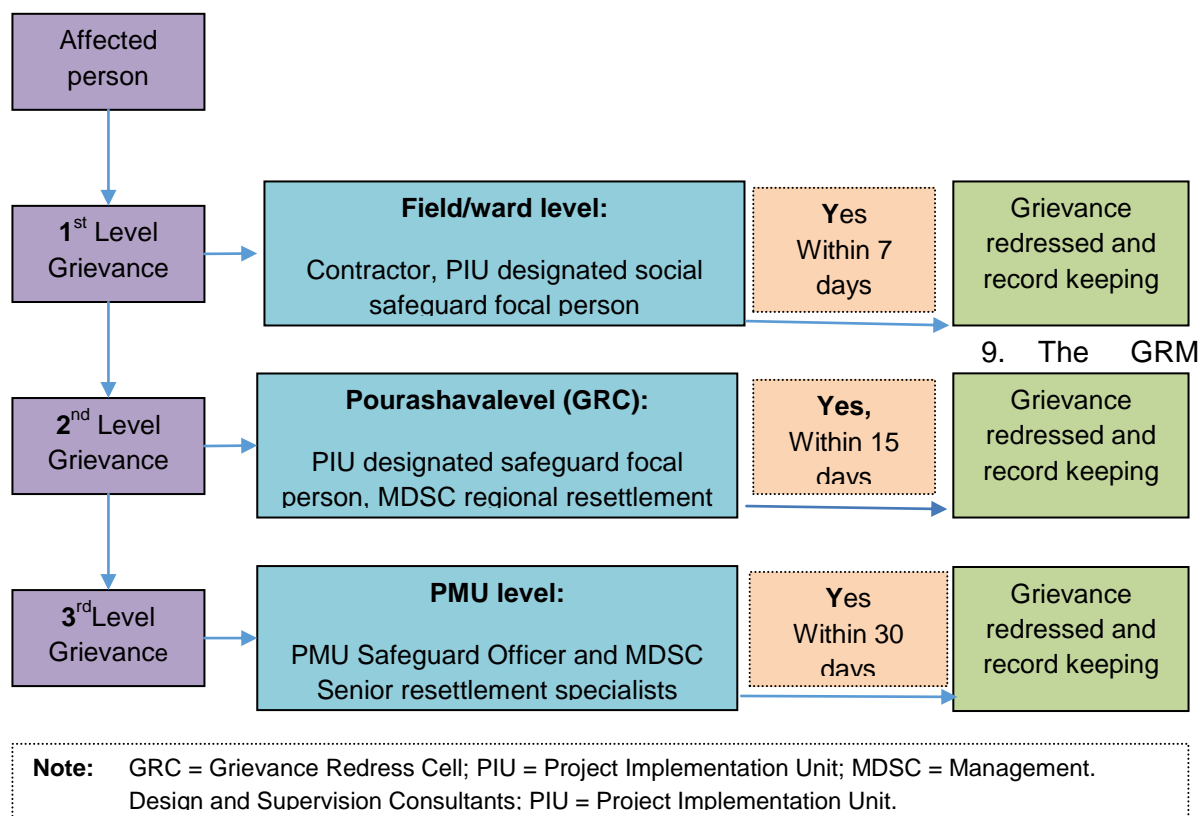 Affected
person
1st Level
Grievance
Field/ward level:
Contractor, PIU designated social
safeguard focal person
Yes
Within 7
days
Grievance
redressed and
record keeping
9. The GRM
2nd Level
Grievance
Pourashavalevel (GRC):
PIU designated safeguard focal
person, MDSC regional resettlement
Yes,
Within 15
days
Grievance
redressed and
record keeping
3rdLevel
Grievance
PMU level:
PMU Safeguard Officer and MDSC
Senior resettlement specialists
Yes
Within 30
days
Grievance
redressed and
record keeping
Note: GRC = Grievance Redress Cell; PIU = Project Implementation Unit; MDSC = Management.
Design and Supervision Consultants; PIU = Project Implementation Unit.